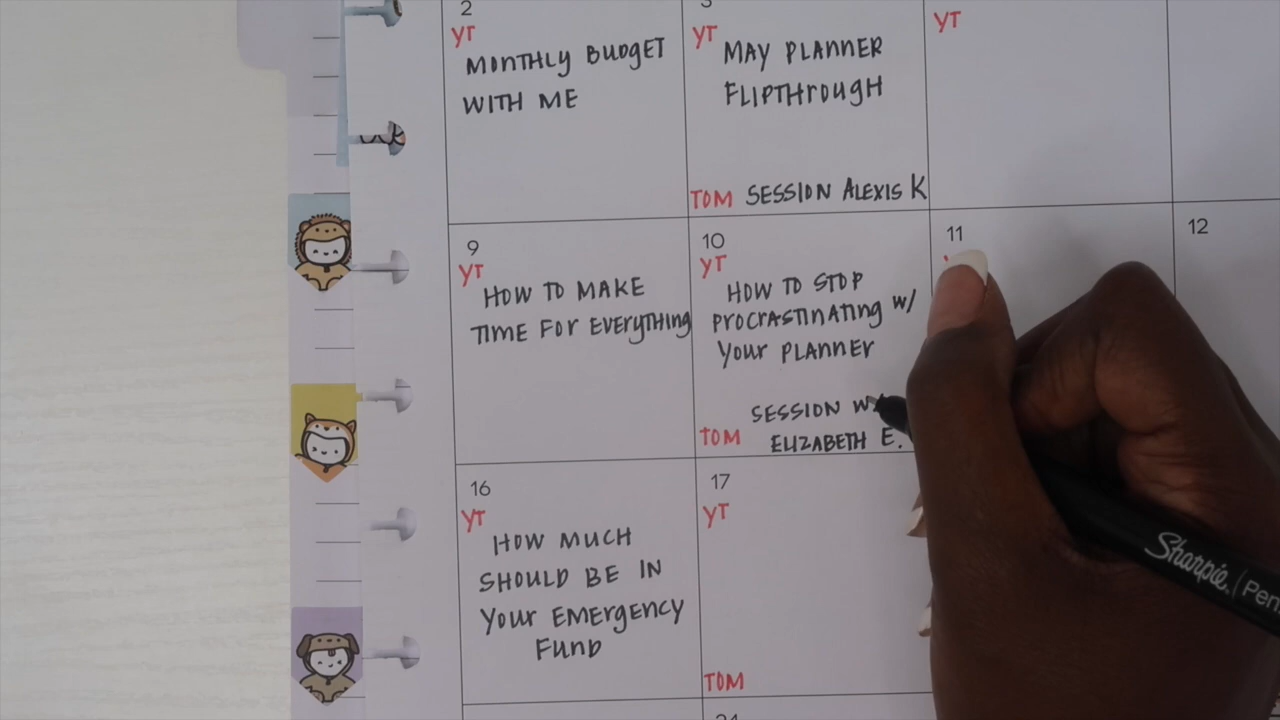 2
YT
MONTHLY BUDGET
WITH ME
3
YT
MAY PLANNER
FLIPTHROUGH
TOM SESSION ALEXIS K
YT
9
YT
HOW TO MAKE
TIME FOR EVERYTHING
10
YT
HOW TO STOP
PROCRASTINATING W/
YOUR PLANNER
SESSION W/
TOM ELIZABETH E.
11
12
16
YT
HOW MUCH
SHOULD BE IN
YOUR EMERGENCY
FUND
17
YT
TOM
Sharpie